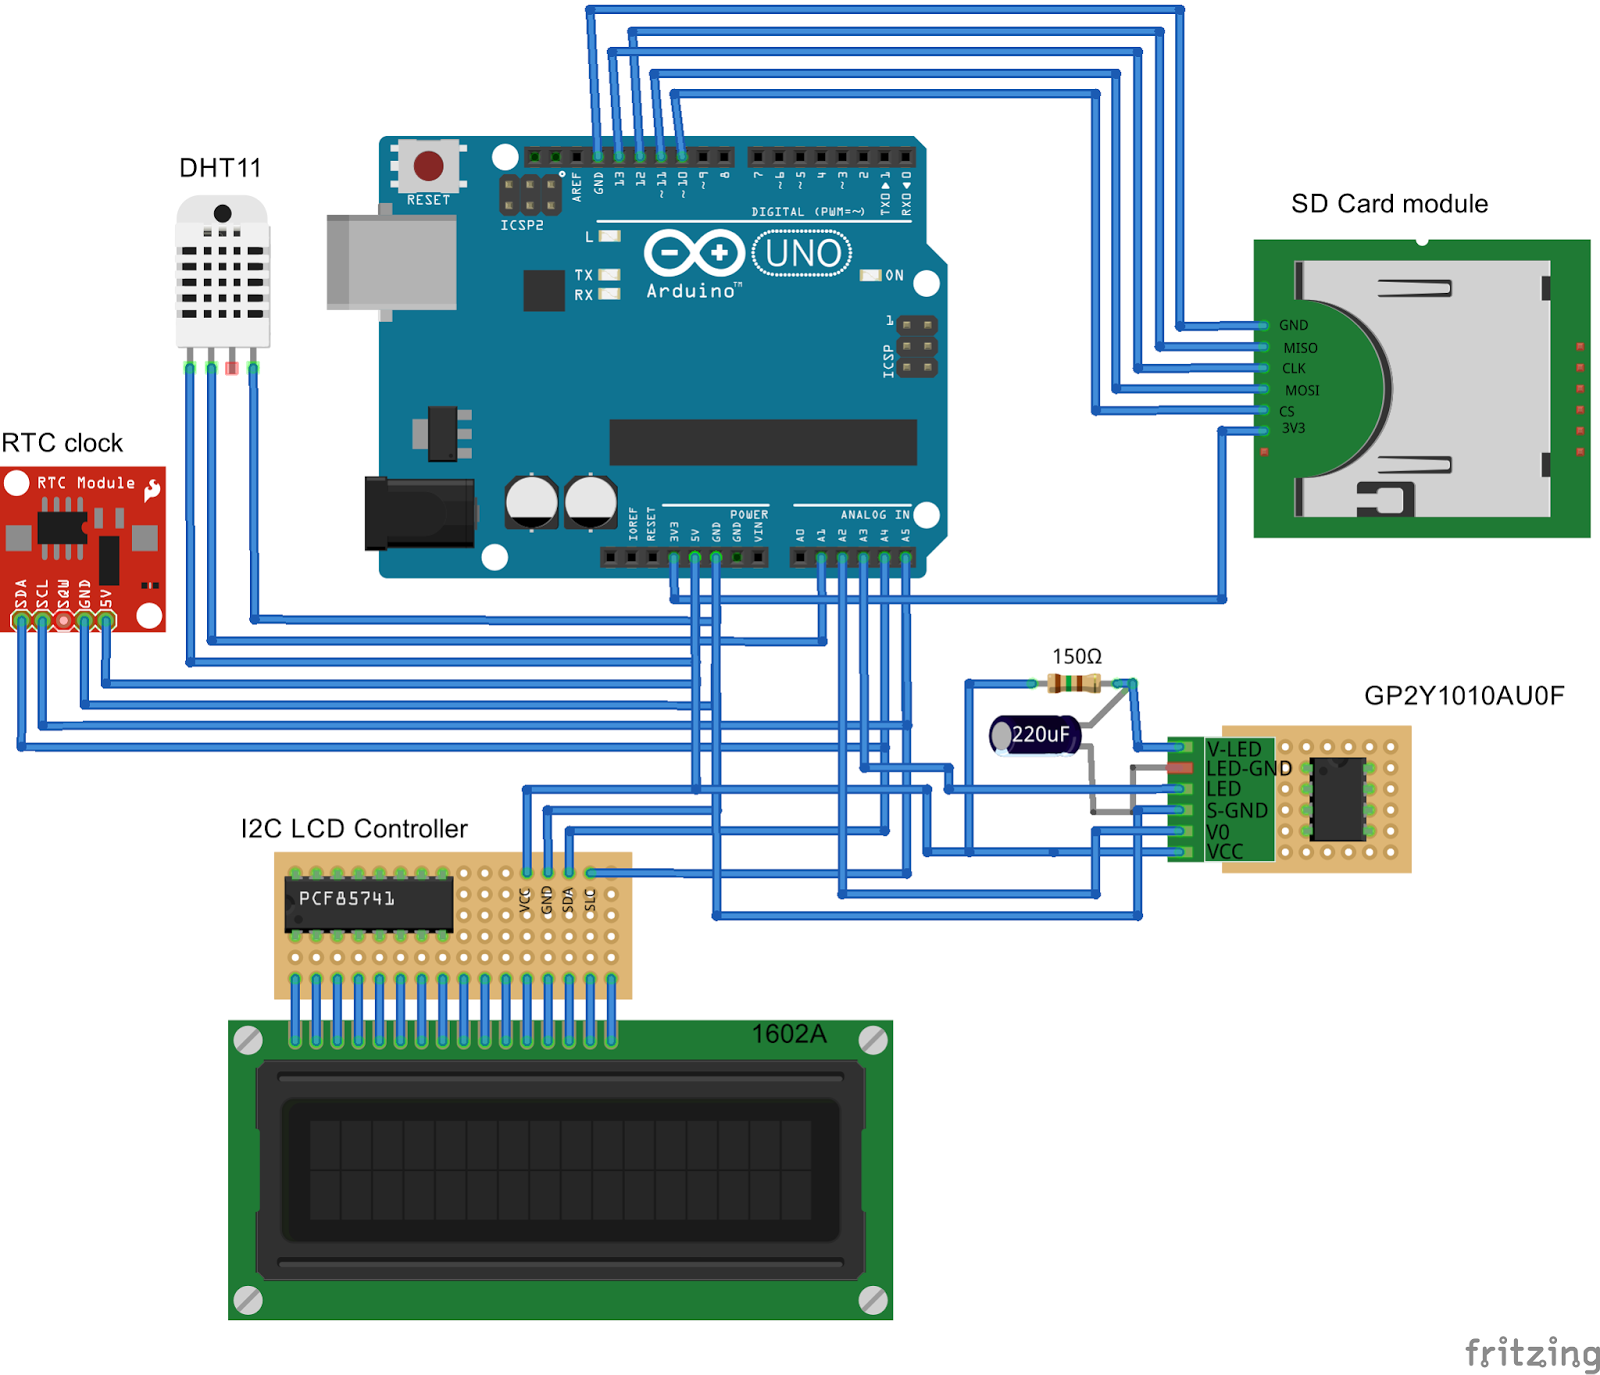 DHT11
RESET
ICSP2
AREF
GND
13
12
~11
~10
~9
8
7
~6
~5
4
~3
2
TX0▶1
RX0◀0
DIGITAL (PWM=~)
L
TX
RX
UNO
Arduino™
ON
1
ICSP
SD Card module
GND
MISO
CLK
MOSI
CS
3V3
RTC clock
RTC Module
SDA
SCL
SQW
GND
5V
POWER
ANALOG IN
IOREF
RESET
3V3
5V
GND
GND
VIN
A0
A1
A2
A3
A4
A5
150Ω
220uF
GP2Y1010AU0F
V-LED
LED-GND
LED
S-GND
V0
VCC
I2C LCD Controller
PCF85741
VCC
GND
SDA
SLC
1602A
fritzing